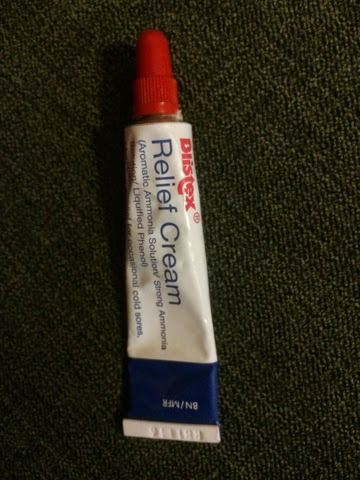 Blistex®
Relief Cream
(Aromatic Ammonia Solution/ Strong Ammonia
/ Liquified Phenol)
occasional cold sores,
BN/MFR